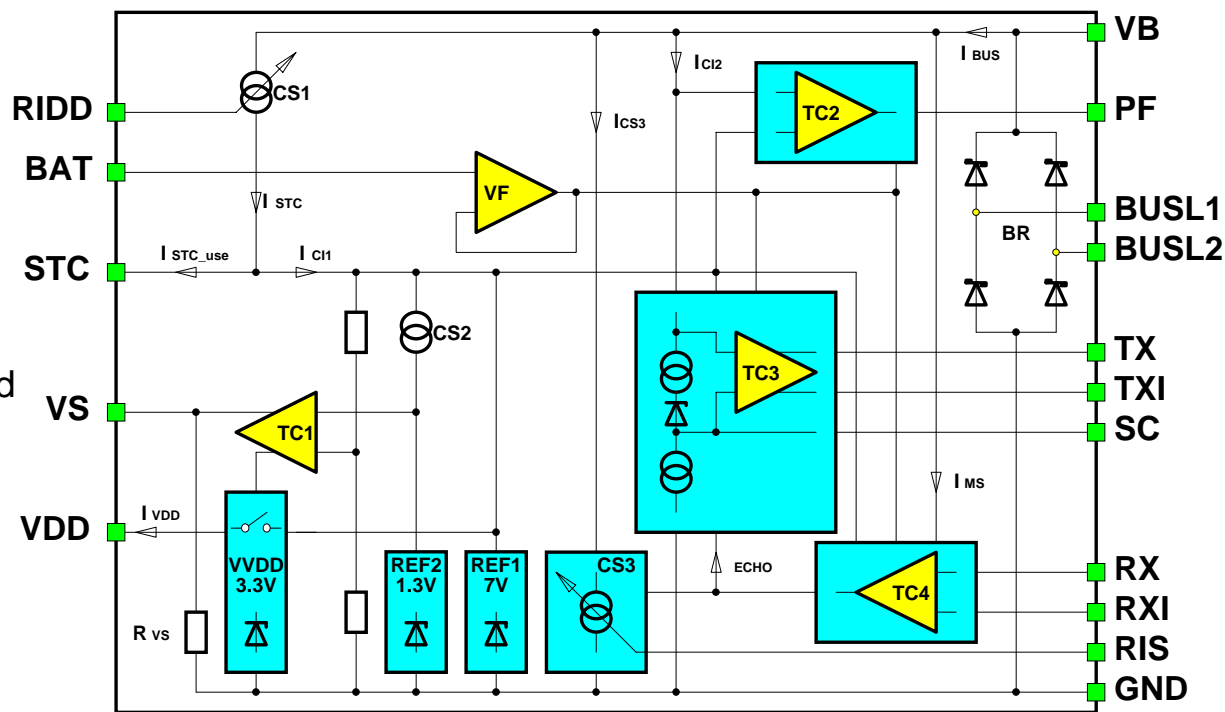 VB
I BUS
I CI2
CS1
TC2
RIDD
PF
I CS3
BAT
VF
I STC
BUSL1
BR
BUSL2
I STC_use
I CI1
STC
CS2
TX
TC3
TXI
d
VS
TC1
SC
I MS
I VDD
VDD
VVDD
3.3V
REF2
1.3V
REF1
7V
CS3
ECHO
TC4
RX
RXI
R VS
RIS
GND